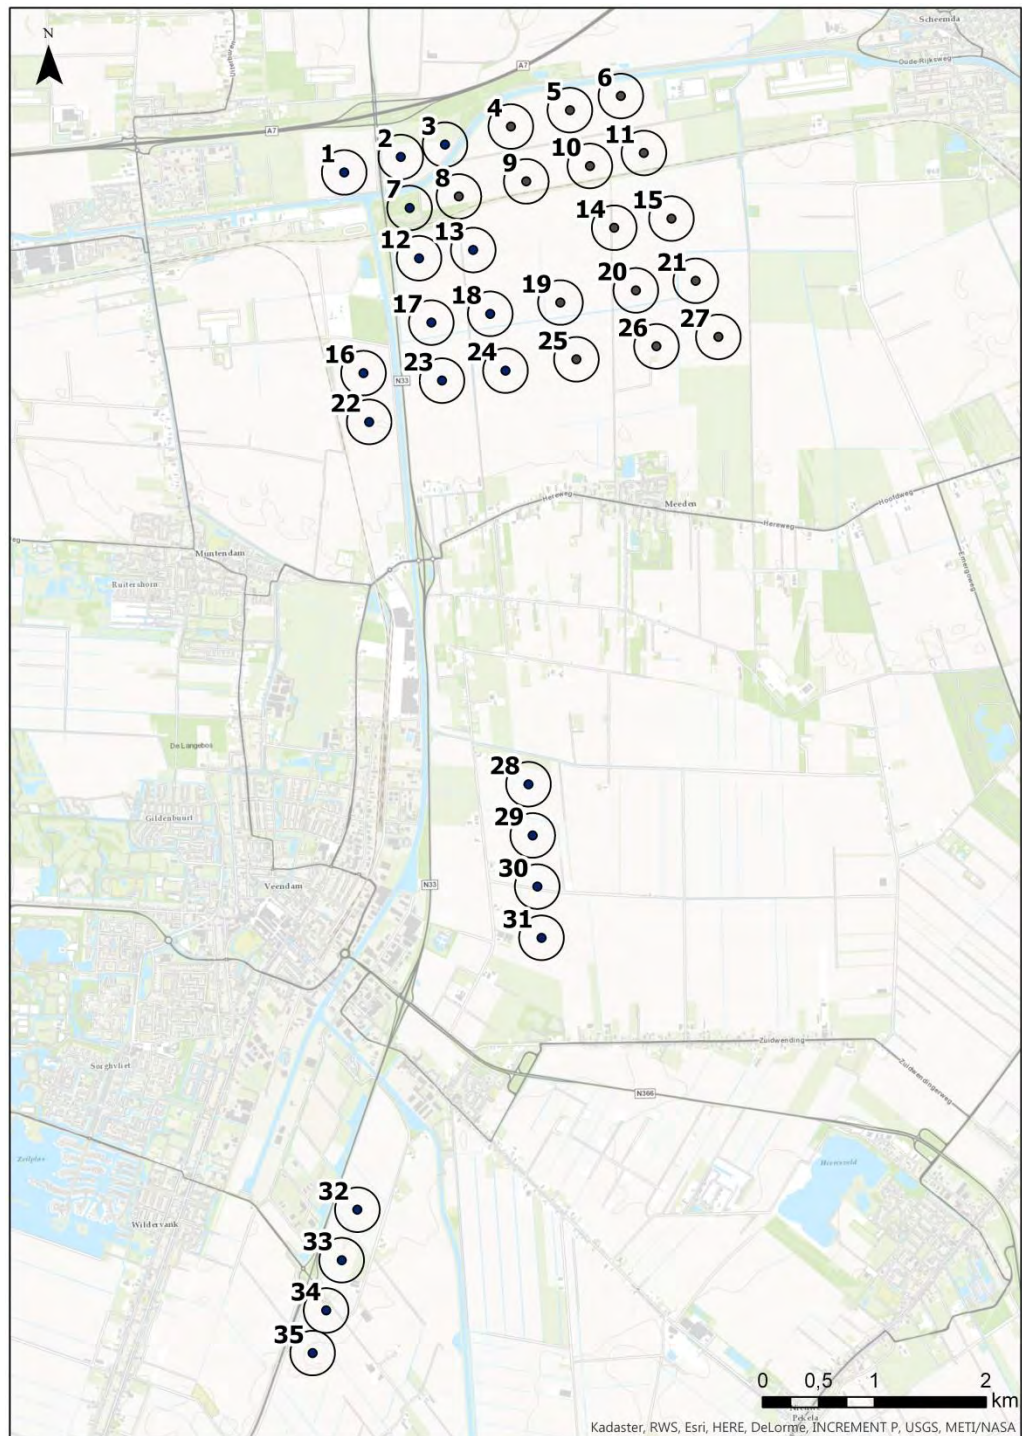 N
Scheemda
Oude Rijksweg
A7
A7
6
5
4
3
2
1
11
10
9
8
7
15
14
13
12
21
20
19
18
17
27
26
25
24
23
16
N33
22
Hereweg
Meeden
Hereweg
Hoofdweg
Muntendam
Ruitershorn
De Langebos
28
Gildenbuurt
29
N33
Veendam
30
31
Zuidwending
Zuidwendingerweg
Sorghvliet
N366
Zeilplas
32
Wildervank
33
34
35
0 0,5 1 2
km
Pekela
Kadaster, RWS, Esri, HERE, DeLorme, INCREMENT P, USGS, METI/NASA